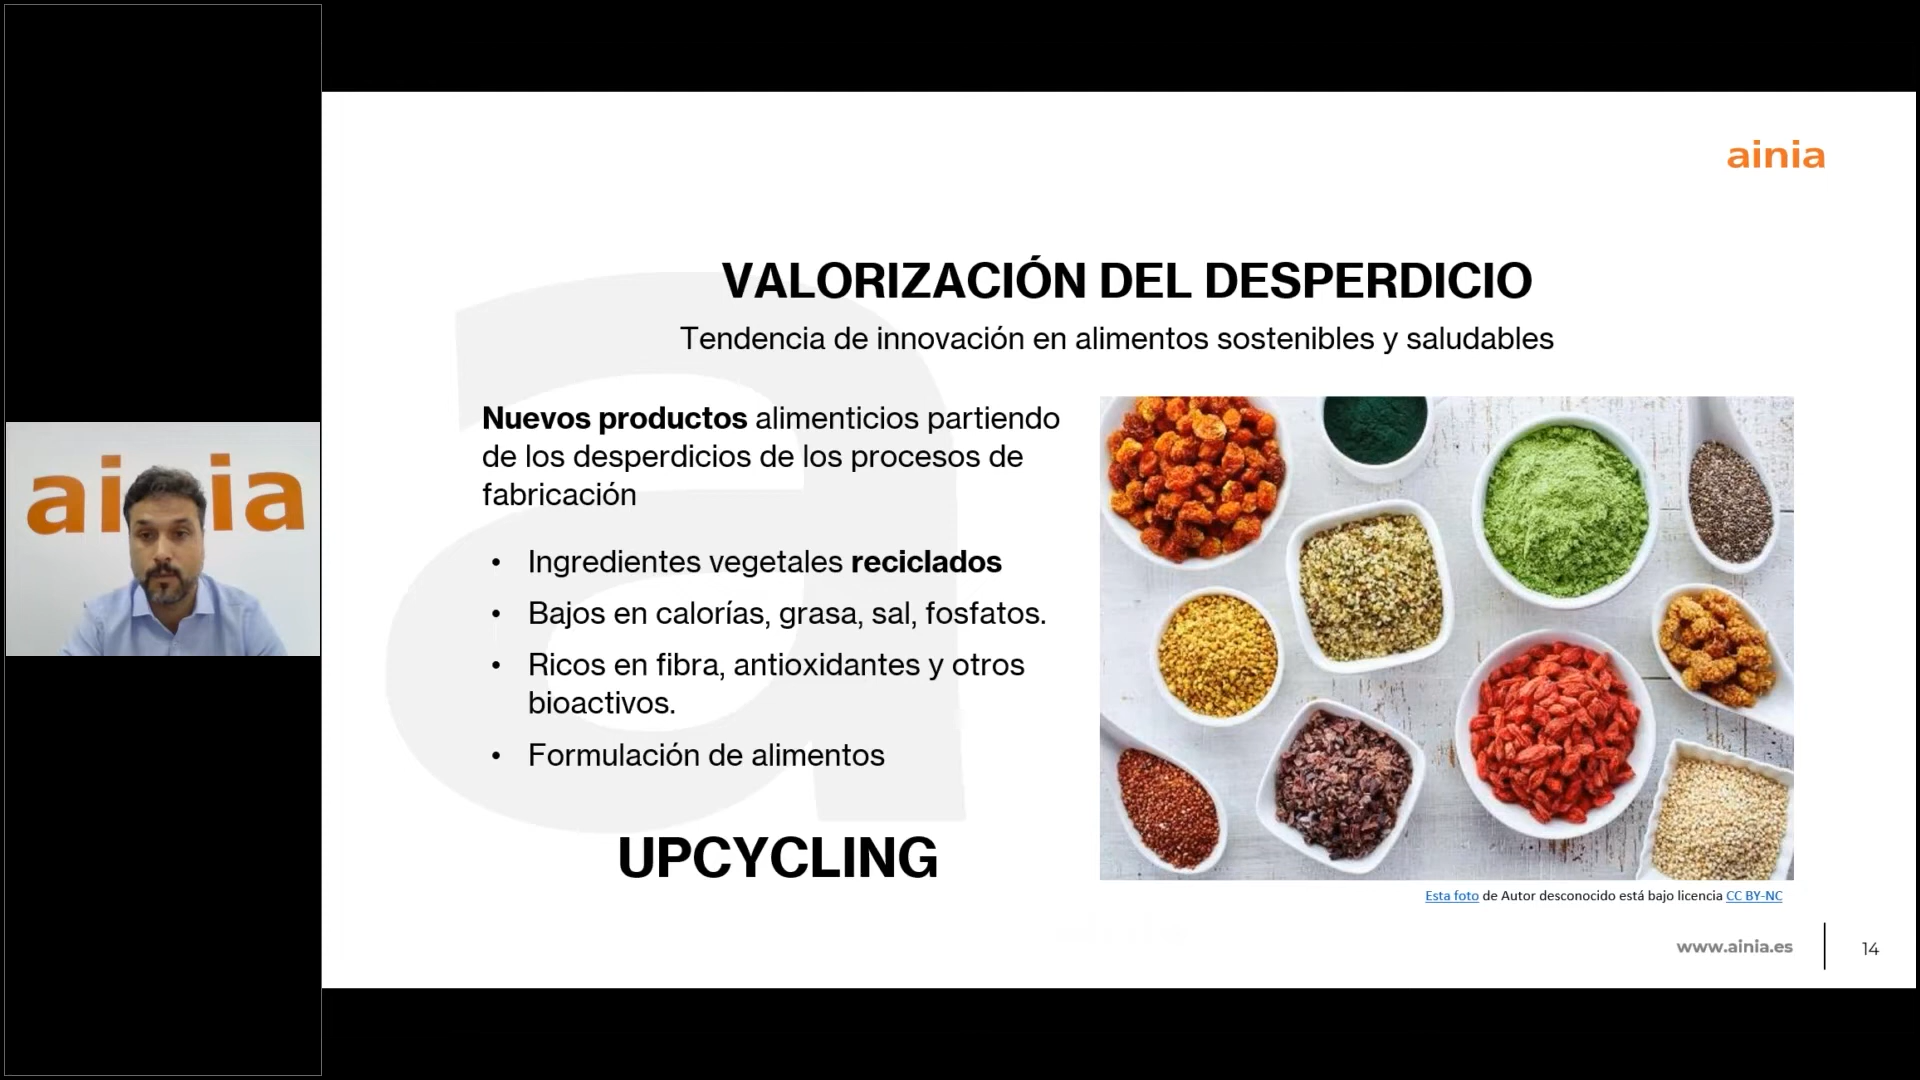 ainia
ainia
VALORIZACIÓN DEL DESPERDICIO
Tendencia de innovación en alimentos sostenibles y saludables
Nuevos productos alimenticios partiendo
de los desperdicios de los procesos de
fabricación
• Ingredientes vegetales reciclados
• Bajos en calorías, grasa, sal, fosfatos.
• Ricos en fibra, antioxidantes y otros
bioactivos.
• Formulación de alimentos
UPCYCLING
Esta foto de Autor desconocido está bajo licencia CC BY-NC
www.ainia.es
14